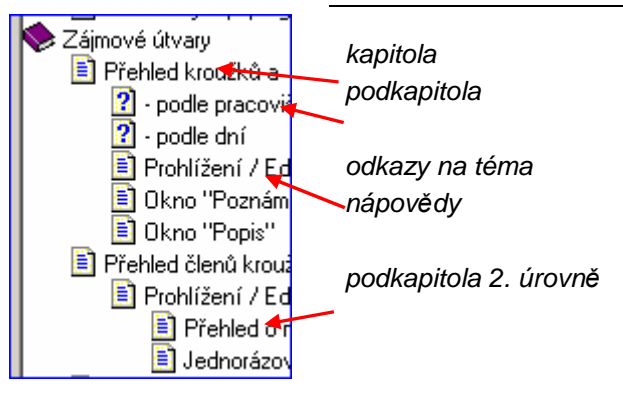 Zájmové útvary
Přehled kroužků a
- podle pracoviš
- podle dní
Prohlížení / Ed
Okno "Poznám
Okno "Popis"
Přehled členů krouž
Prohlížení / Ed
Přehled o
Jednorázov
kapitola
podkapitola
odkazy na téma
nápovědy
podkapitola 2. úrovně